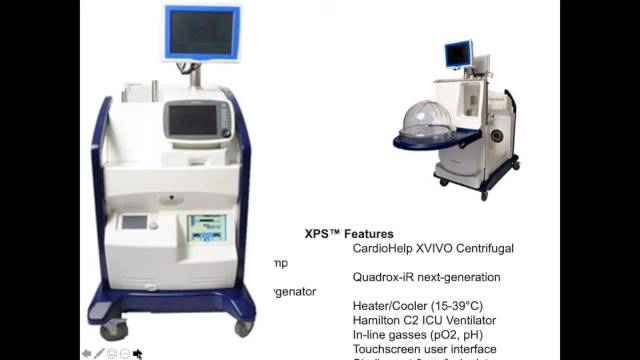 XPS™ Features
CardioHelp XVIVO Centrifugal
mp
Quadrox-iR next-generation
ygenator
Heater/Cooler (15-39°C)
Hamilton C2 ICU Ventilator
In-line gasses (pO2, pH)
Touchscreen user interface